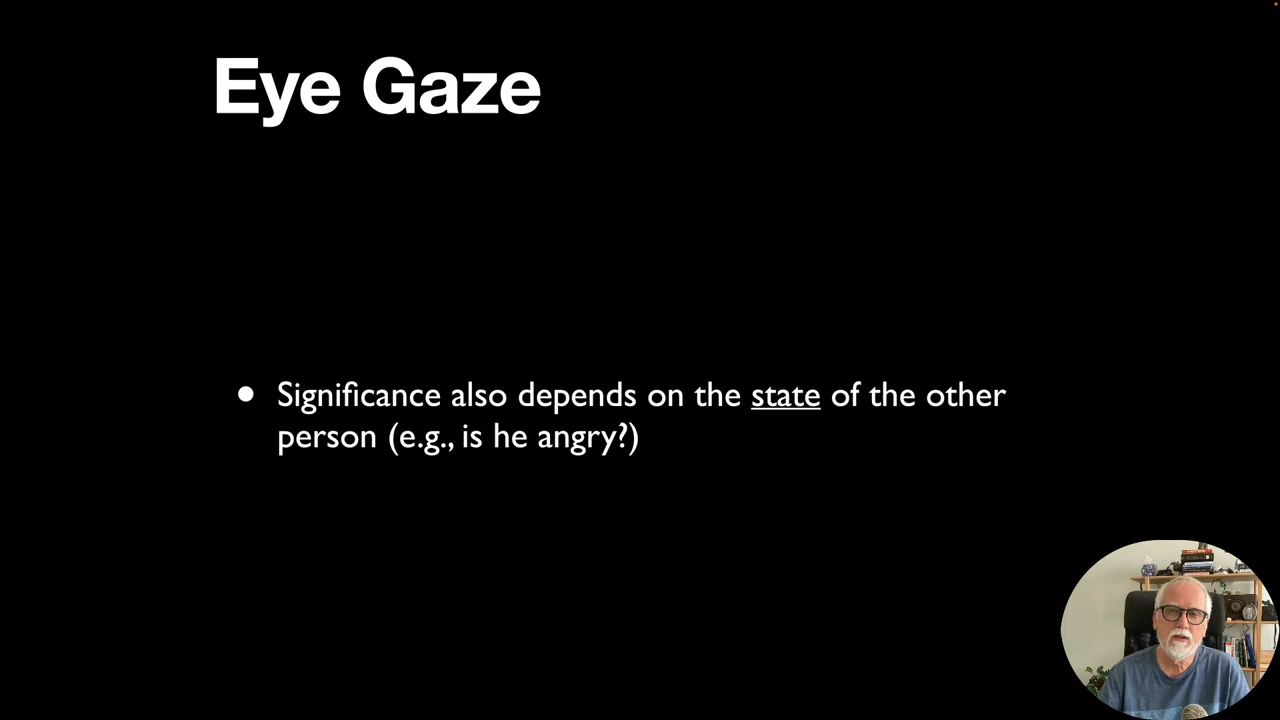 Eye Gaze
• Significance also depends on the state of the other
person (e.g., is he angry?)